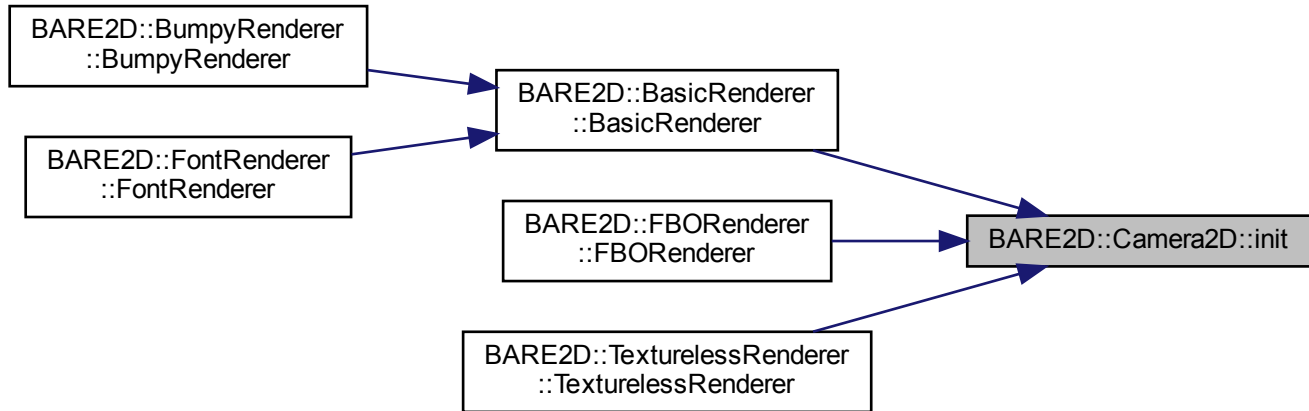 BARE2D::BumpyRenderer
::BumpyRenderer
BARE2D::FontRenderer
::FontRenderer
BARE2D::BasicRenderer
::BasicRenderer
BARE2D::FBORenderer
::FBORenderer
BARE2D::TexturelessRenderer
::TexturelessRenderer
BARE2D::Camera2D::init